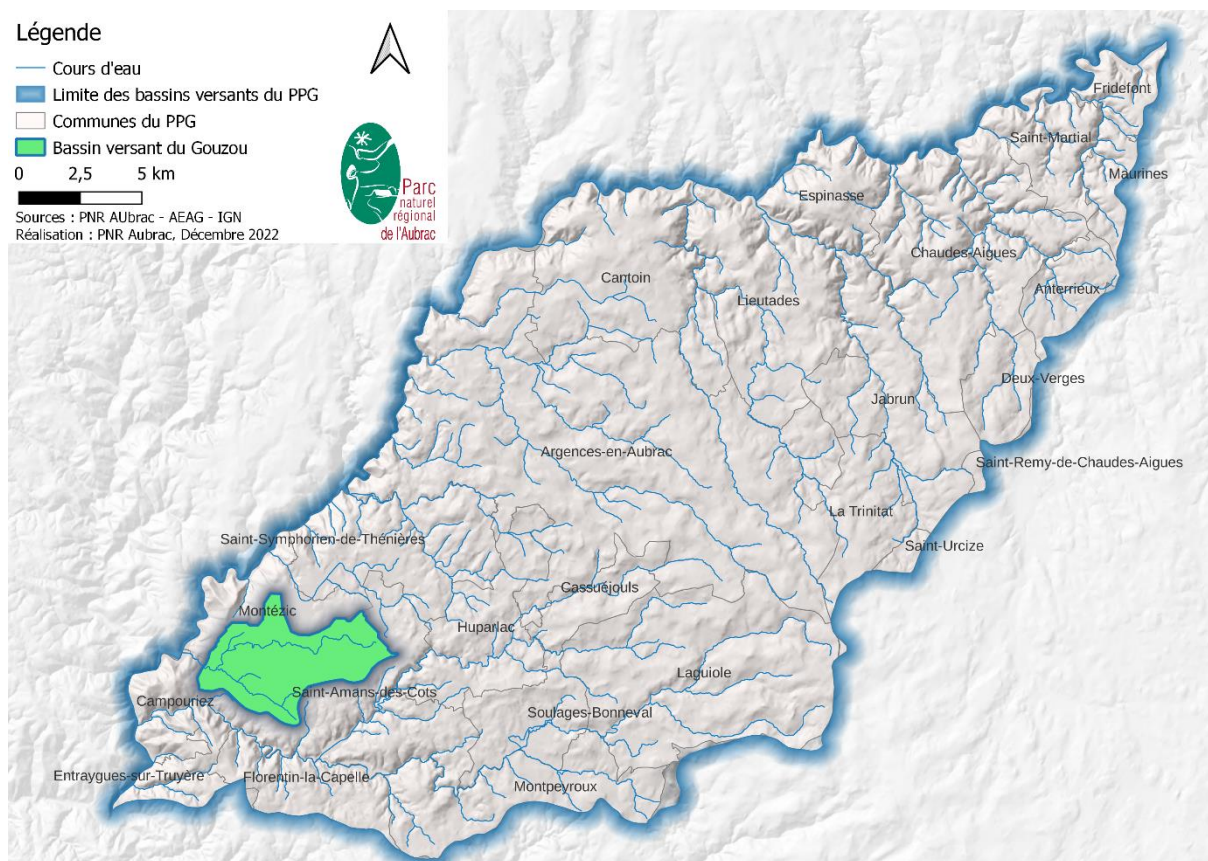 Légende
Cours d'eau
Limite des bassins versants du PPG
Communes du PPG
Bassin versant du Gouzou
0 2,5 5 km
Sources : PNR AUbrac - AEAG - IGN
Réalisation : PNR Aubrac, Décembre 2022
Parc
naturel
régional
de l'Aubrac
Fridefont
Saint-Martial
Maurines
Espinasse
Chaudes-Aigues
Cantoin
Lieutades
Anterrieux
Deux-Verges
Jabrun
Argences-en-Aubrac
Saint-Remy-de-Chaudes-Aigues
La Trinitat
Saint-Symphorien-de-Thénières
Saint-Urcize
Cassuéjouls
Montézic
Huparlac
Laguiole
Saint-Amans-des-Cots
Campouriez
Soulages-Bonneval
Entraygues-sur-Truyère
Florentin-la-Capelle
Montpeyroux